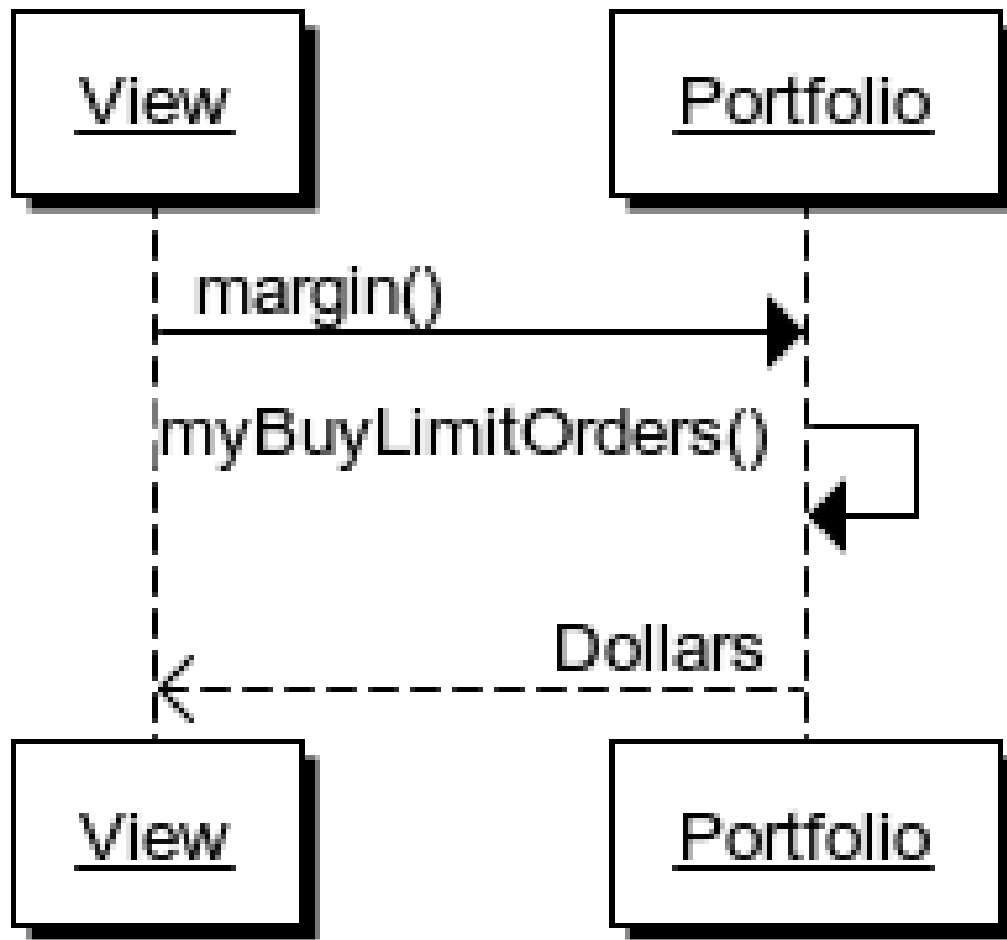 View
Portfolio
margin()
myBuyLimitOrders()
Dollars
View
Portfolio